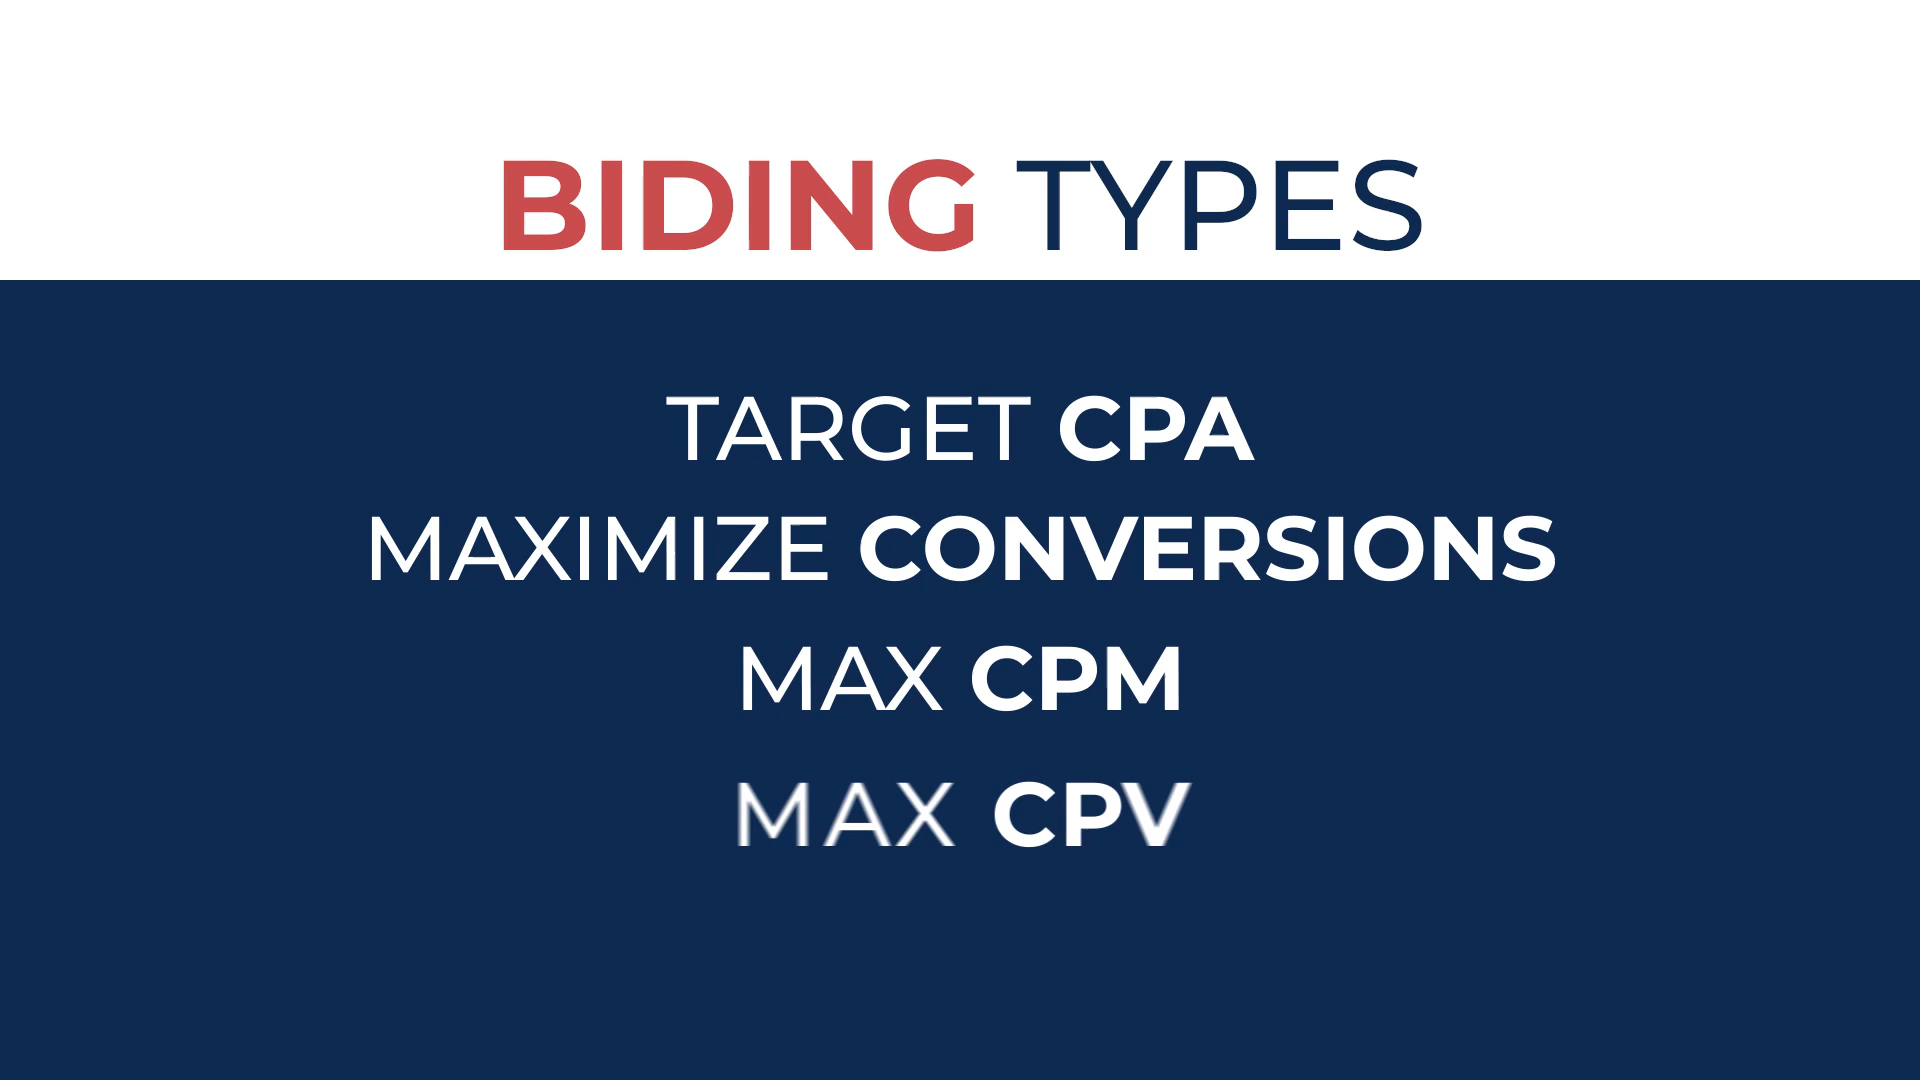 BIDING TYPES
TARGET CPA
MAXIMIZE CONVERSIONS
MAX CPM
MAX CPV